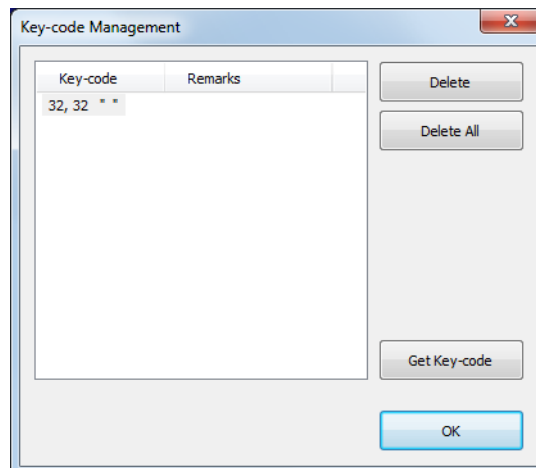 Key-code Management
Key-code Remarks
32, 32 " "
Delete
Delete All
Get Key-code
OK